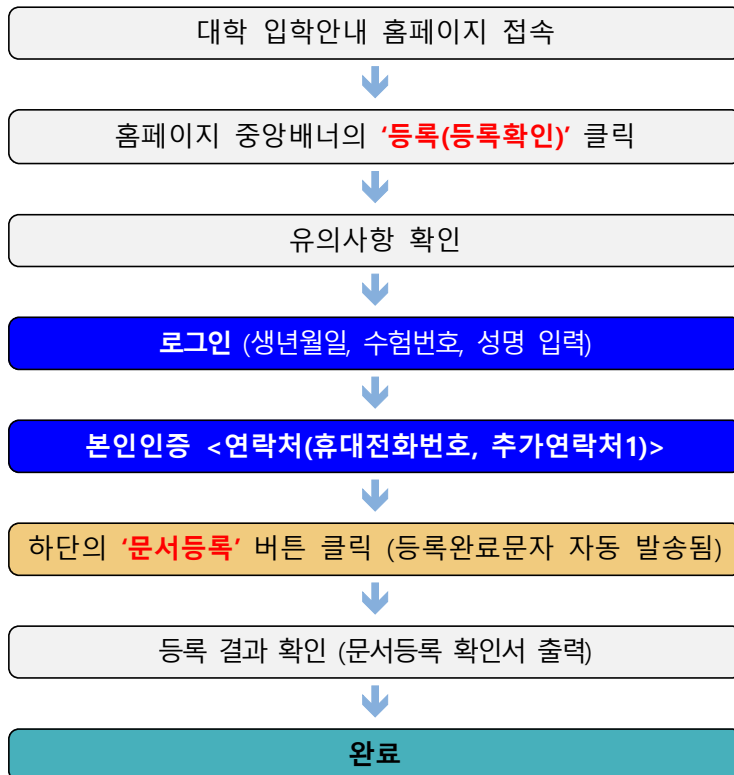 대학 입학안내 홈페이지 접속
홈페이지 중앙배너의 ‘등록(등록확인)’ 클릭
유의사항 확인
로그인 (생년월일, 수험번호, 성명 입력)
본인인증 <연락처(휴대전화번호, 추가연락처1)>
하단의 ‘문서등록’ 버튼 클릭 (등록완료문자 자동 발송됨)
등록 결과 확인 (문서등록 확인서 출력)
완료